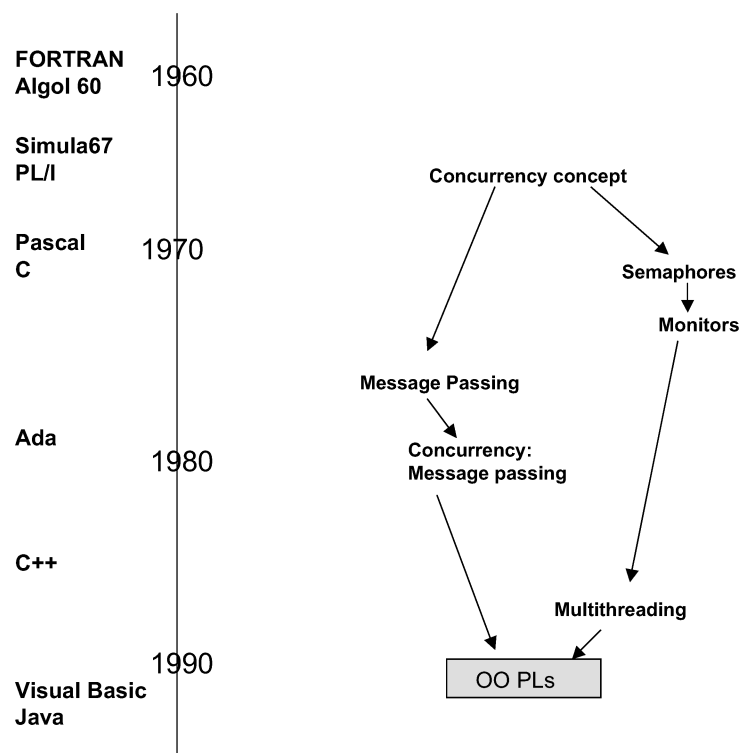 FORTRAN
Algol 60
1960
Simula67
PL/I
Concurrency concept
Pascal
C
1970
Semaphores
Monitors
Message Passing
Ada
Concurrency:
Message passing
1980
C++
Multithreading
1990
OO PLs
Visual Basic
Java